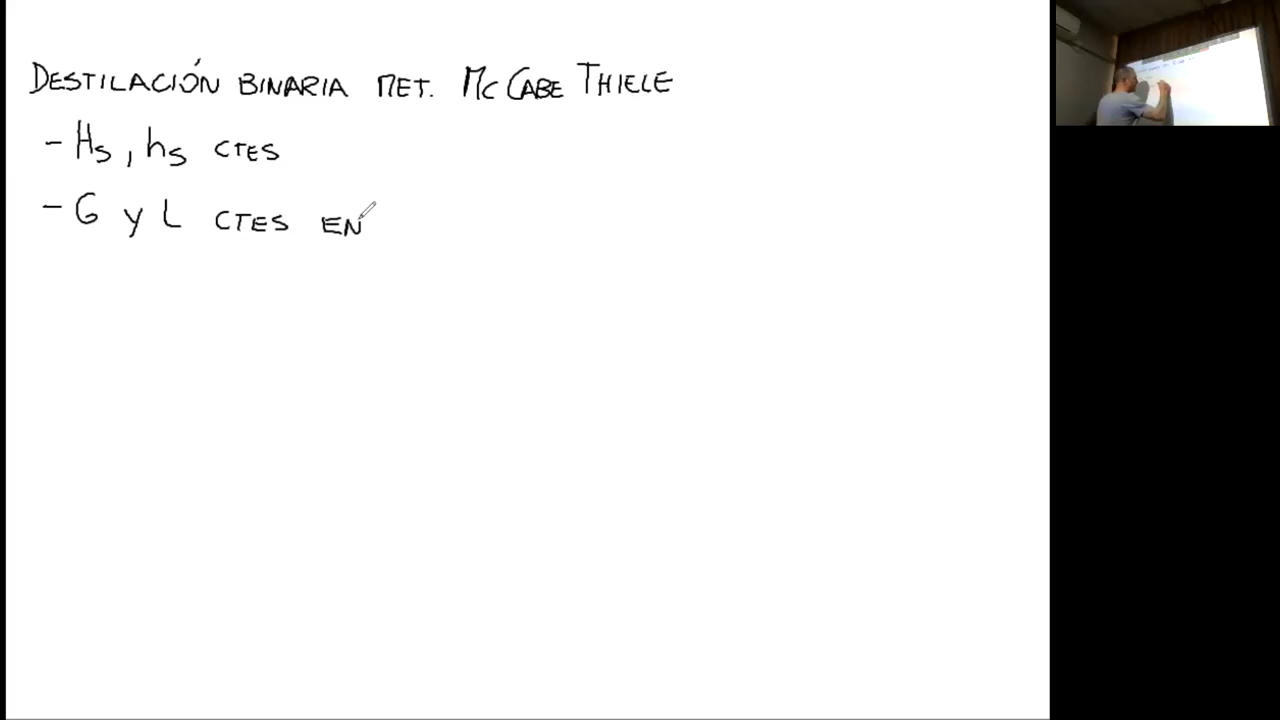 DESTILACIÓN BINARIA MET. McCABE THIELE
- Hs, hs CTES
- G y L CTES EN